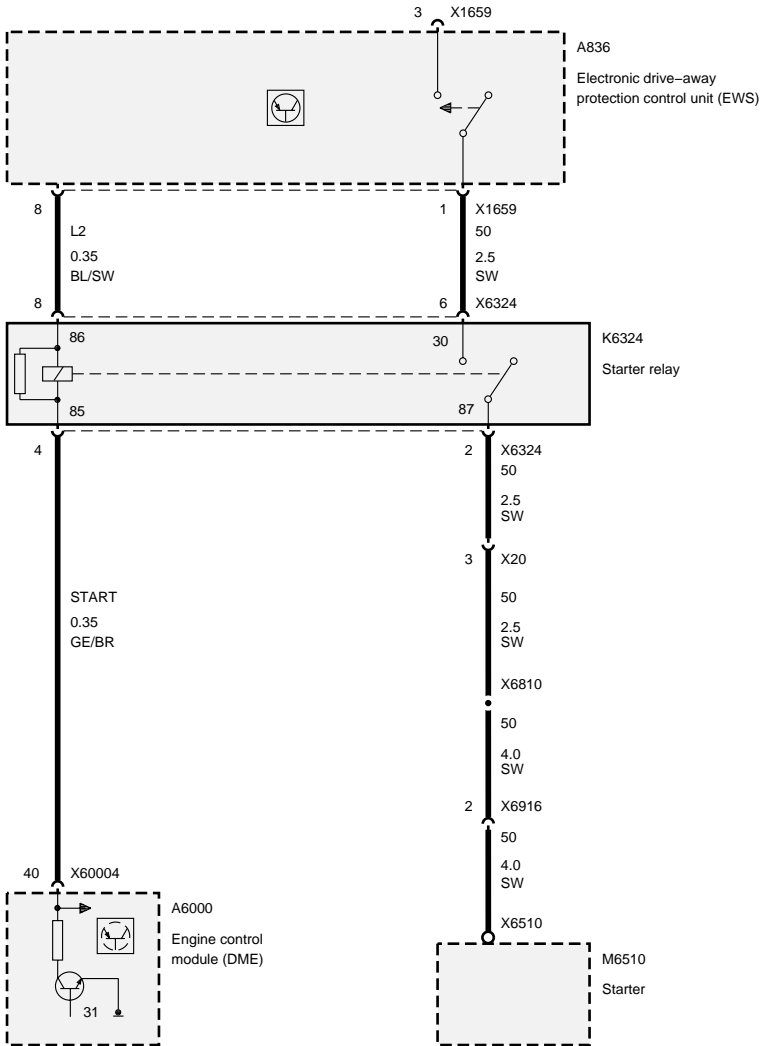 3 X1659
A836
Electronic drive–away
protection control unit (EWS)
8
1 X1659
L2
50
0.35
2.5
BL/SW
SW
8
6 X6324
86
30
K6324
Starter relay
85
87
4
2 X6324
50
2.5
SW
3 X20
START
50
0.35
2.5
GE/BR
SW
X6810
50
4.0
SW
2 X6916
50
4.0
SW
40 X60004
A6000
X6510
Engine control
module (DME)
M6510
Starter
31